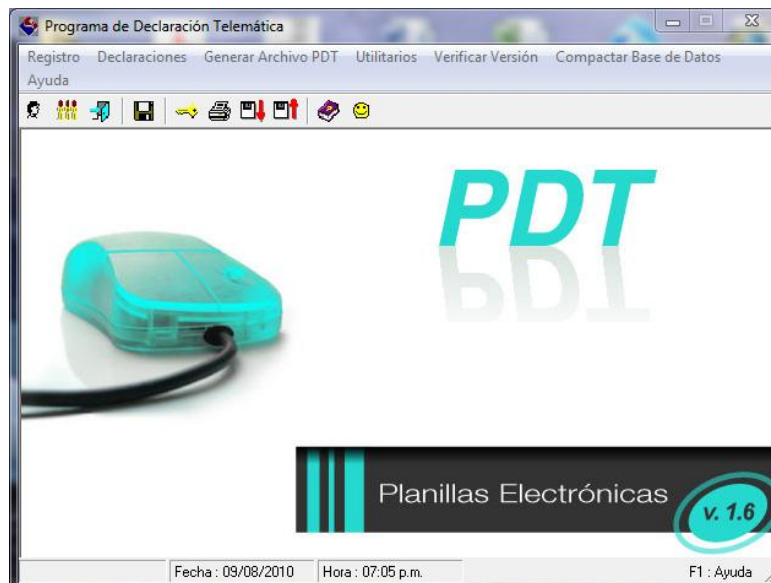 Programa de Declaración Telemática
Registro Declaraciones Generar Archivo PDT Utilitarios Verificar Versión Compactar Base de Datos
Ayuda
PDT
Planillas Electrónicas
v. 1.6
Fecha : 09/08/2010 Hora : 07:05 p.m. F1 : Ayuda